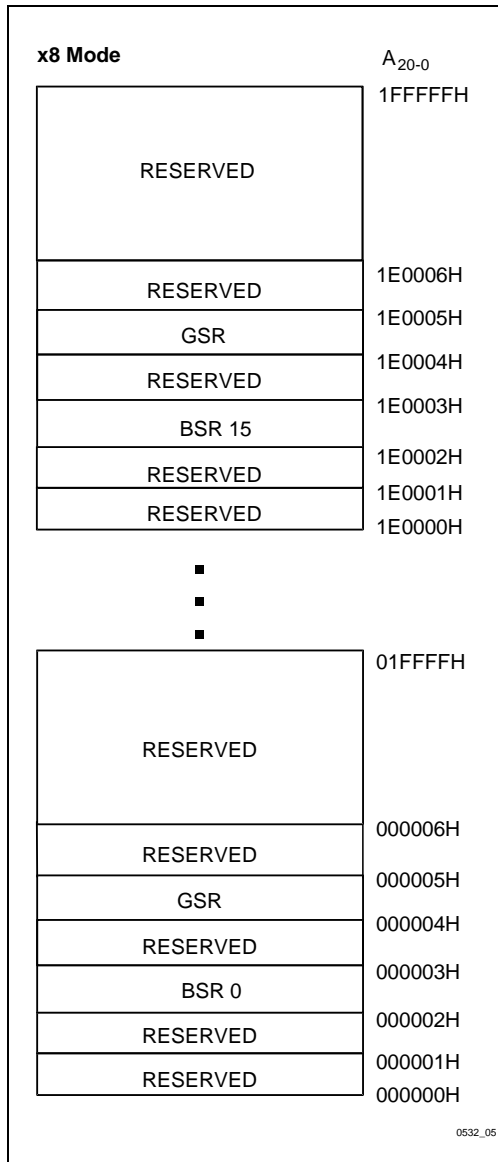 x8 Mode A20-0
1FFFFFH
RESERVED
1E0006H
RESERVED
1E0005H
GSR
1E0004H
RESERVED
1E0003H
BSR 15
1E0002H
RESERVED
1E0001H
RESERVED
1E0000H
01FFFFH
RESERVED
000006H
RESERVED
000005H
GSR
000004H
RESERVED
000003H
BSR 0
000002H
RESERVED
000001H
RESERVED
000000H
0532_05